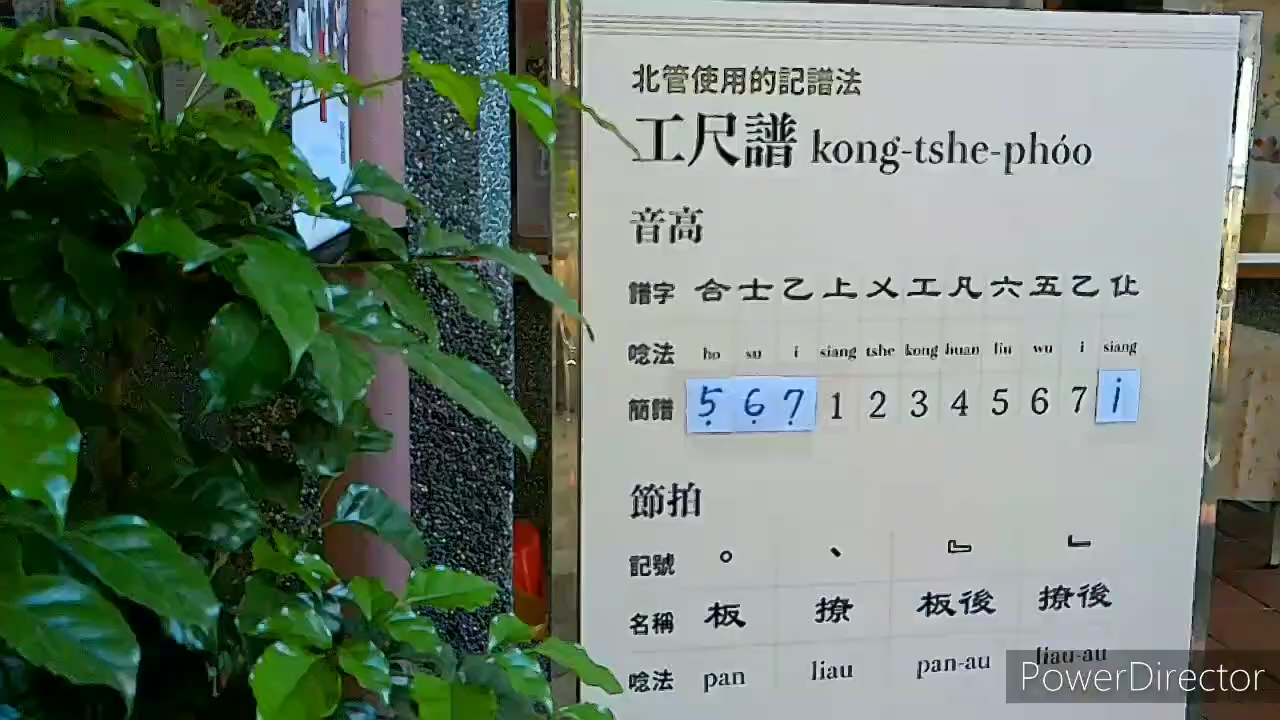 北管使用的記譜法
工尺譜 kong-tshe-phóo
音高
譜字 合 士 乙 上 乂 工 凡 六 五 乙 仩
唸法 ho su i siang tshe kong huan liu wu i siang
簡譜 5̣ 6̣ 7̣ 1 2 3 4 5 6 7 i
節拍
記號 。 、 ⺾
名稱 板 撩 板後 撩後
唸法 pan liau pan-au liau-au
PowerDirector